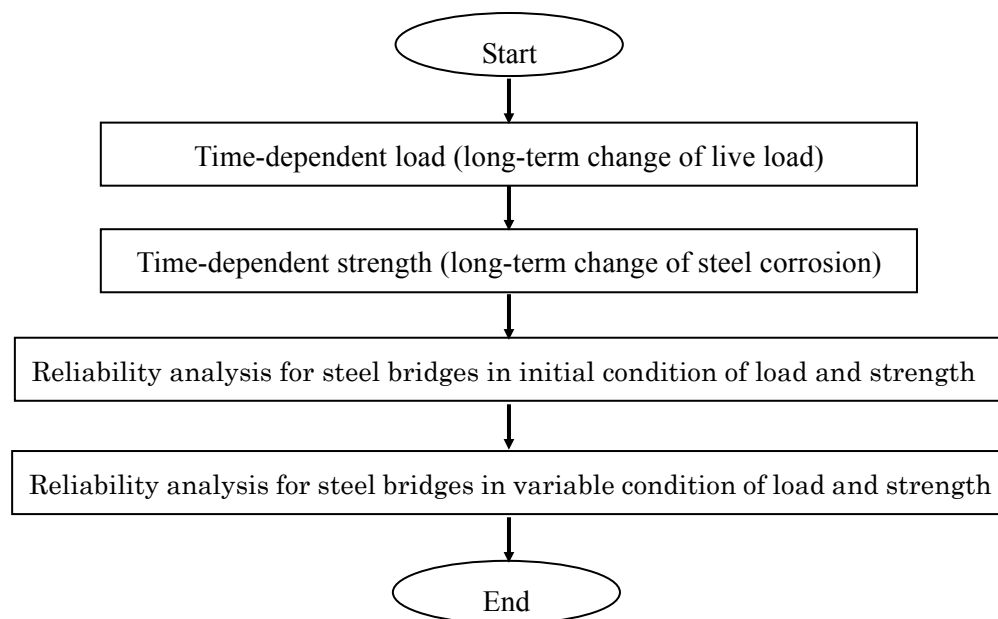 Start
Time-dependent load (long-term change of live load)
Time-dependent strength (long-term change of steel corrosion)
Reliability analysis for steel bridges in initial condition of load and strength
Reliability analysis for steel bridges in variable condition of load and strength
End